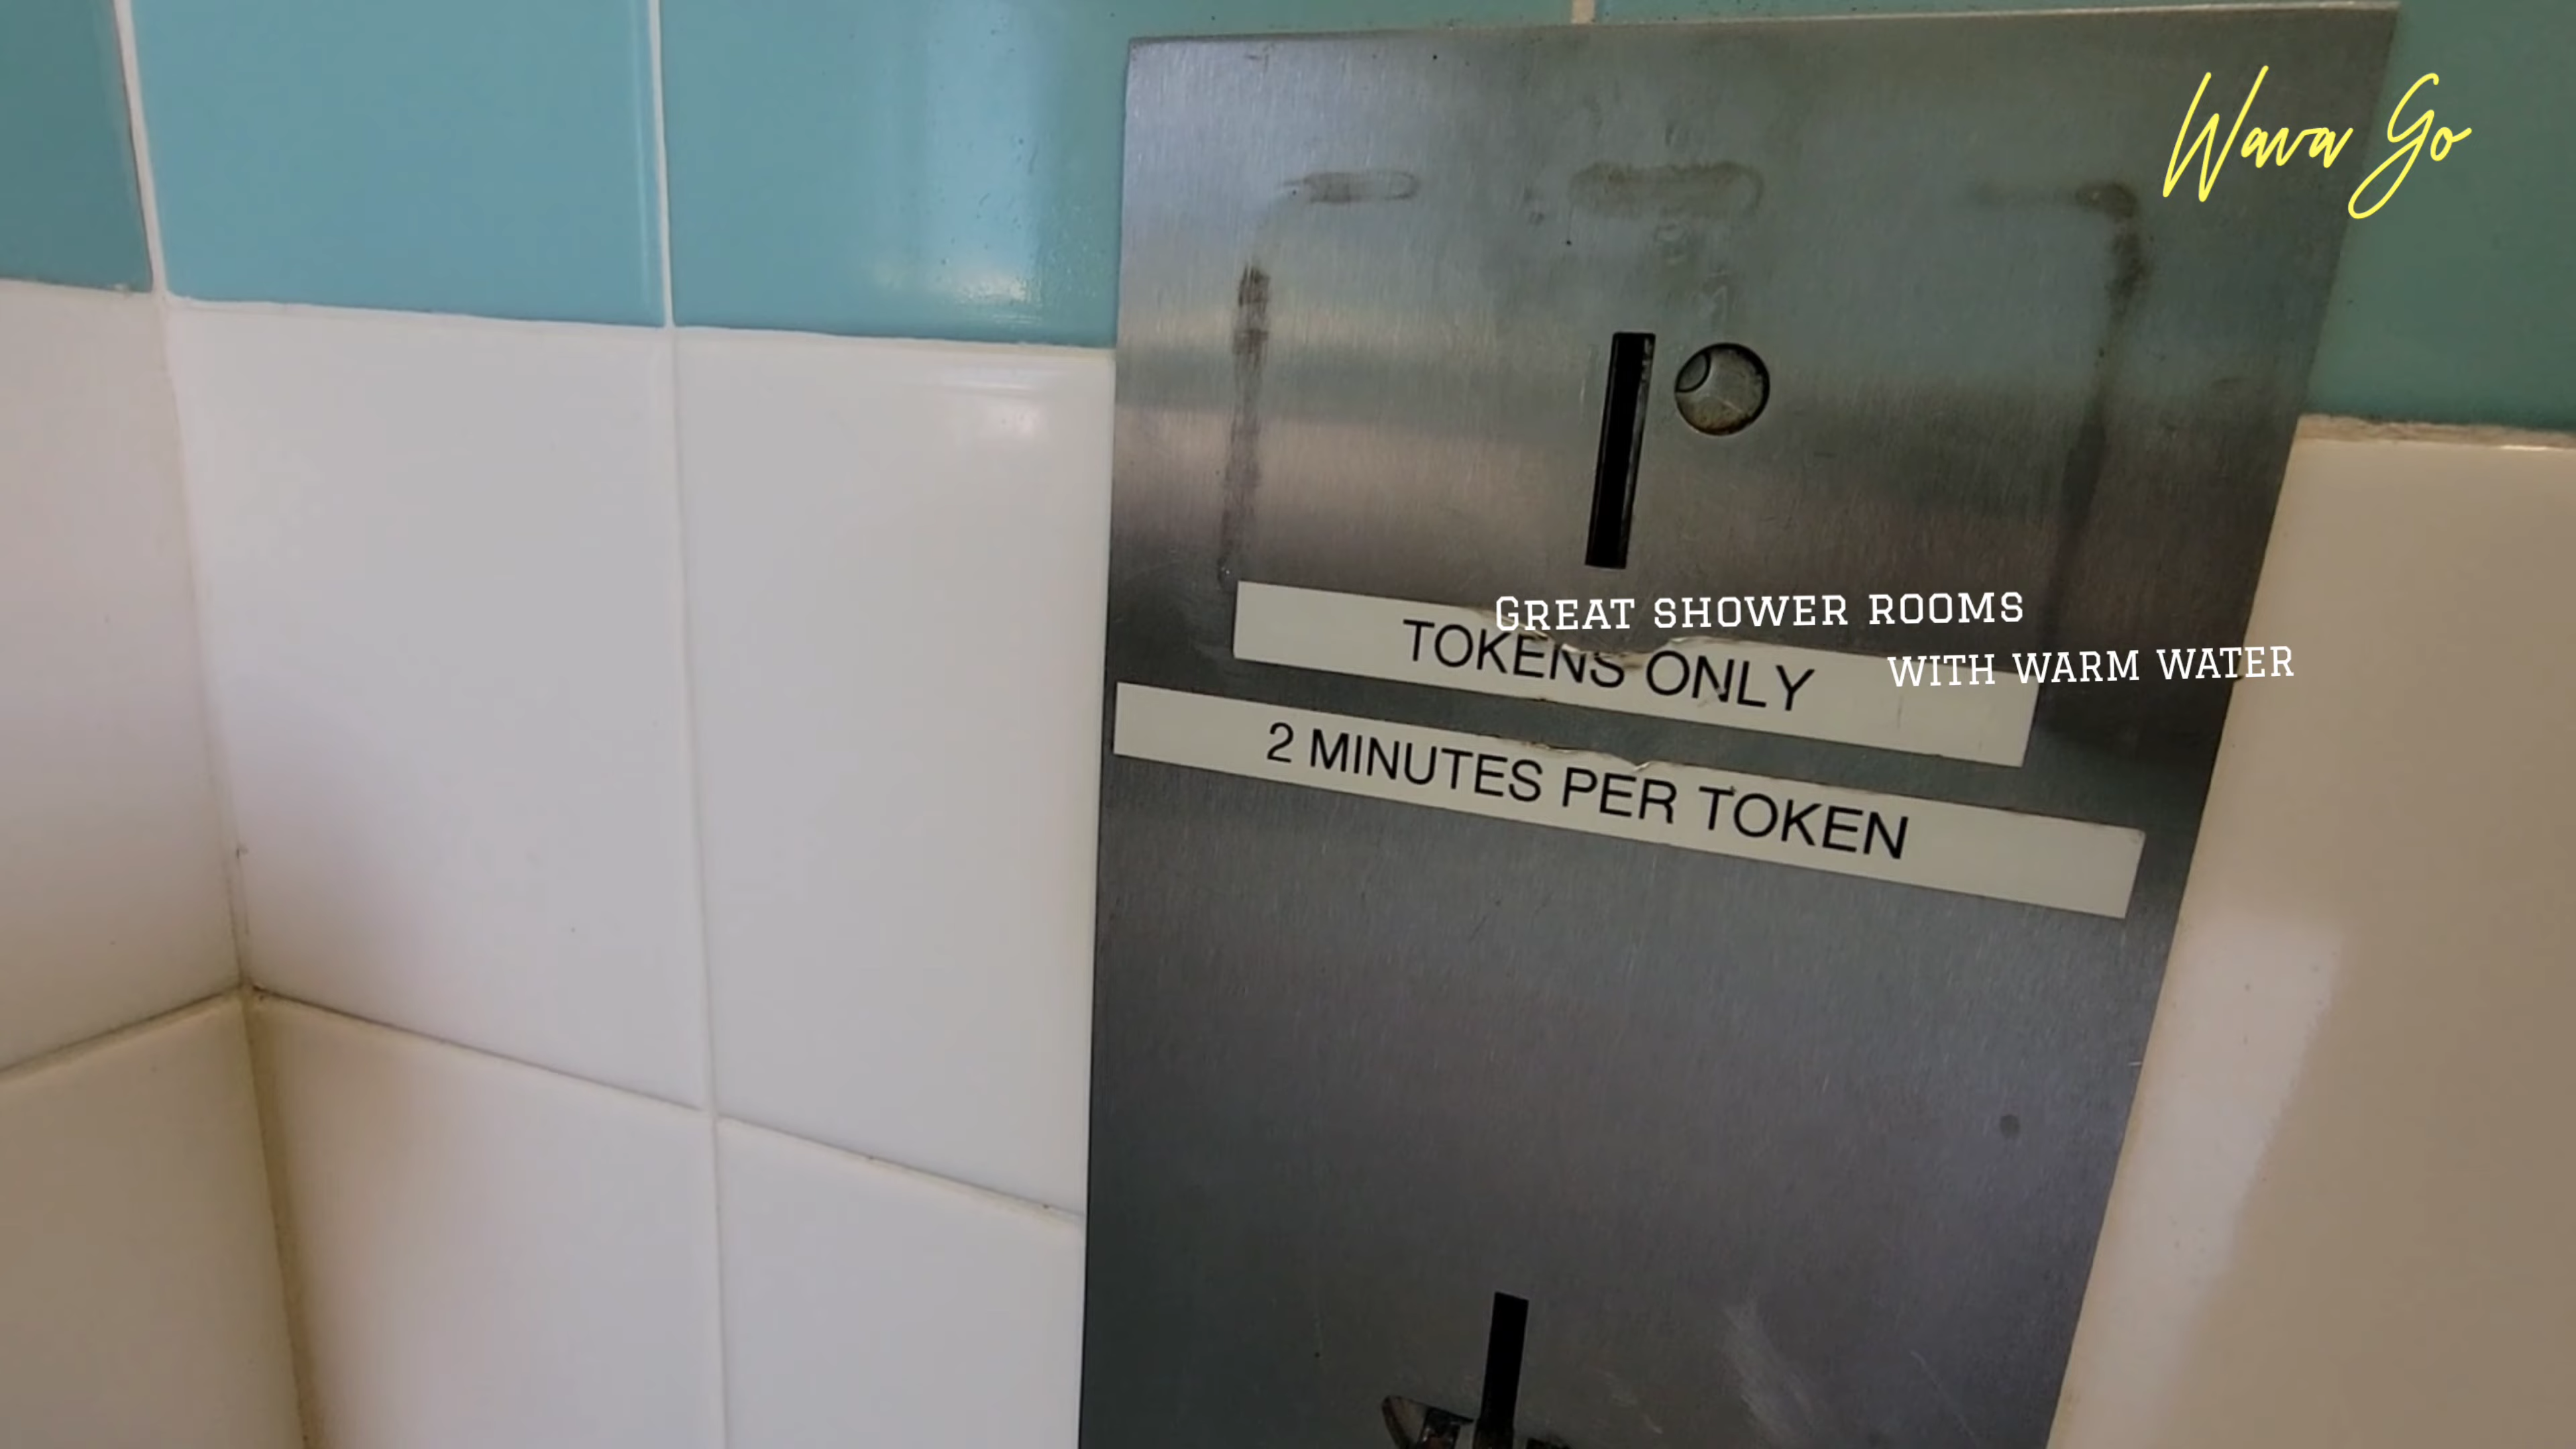 Wava Go
GREAT SHOWER ROOMS
WITH WARM WATER
TOKENS ONLY
2 MINUTES PER TOKEN